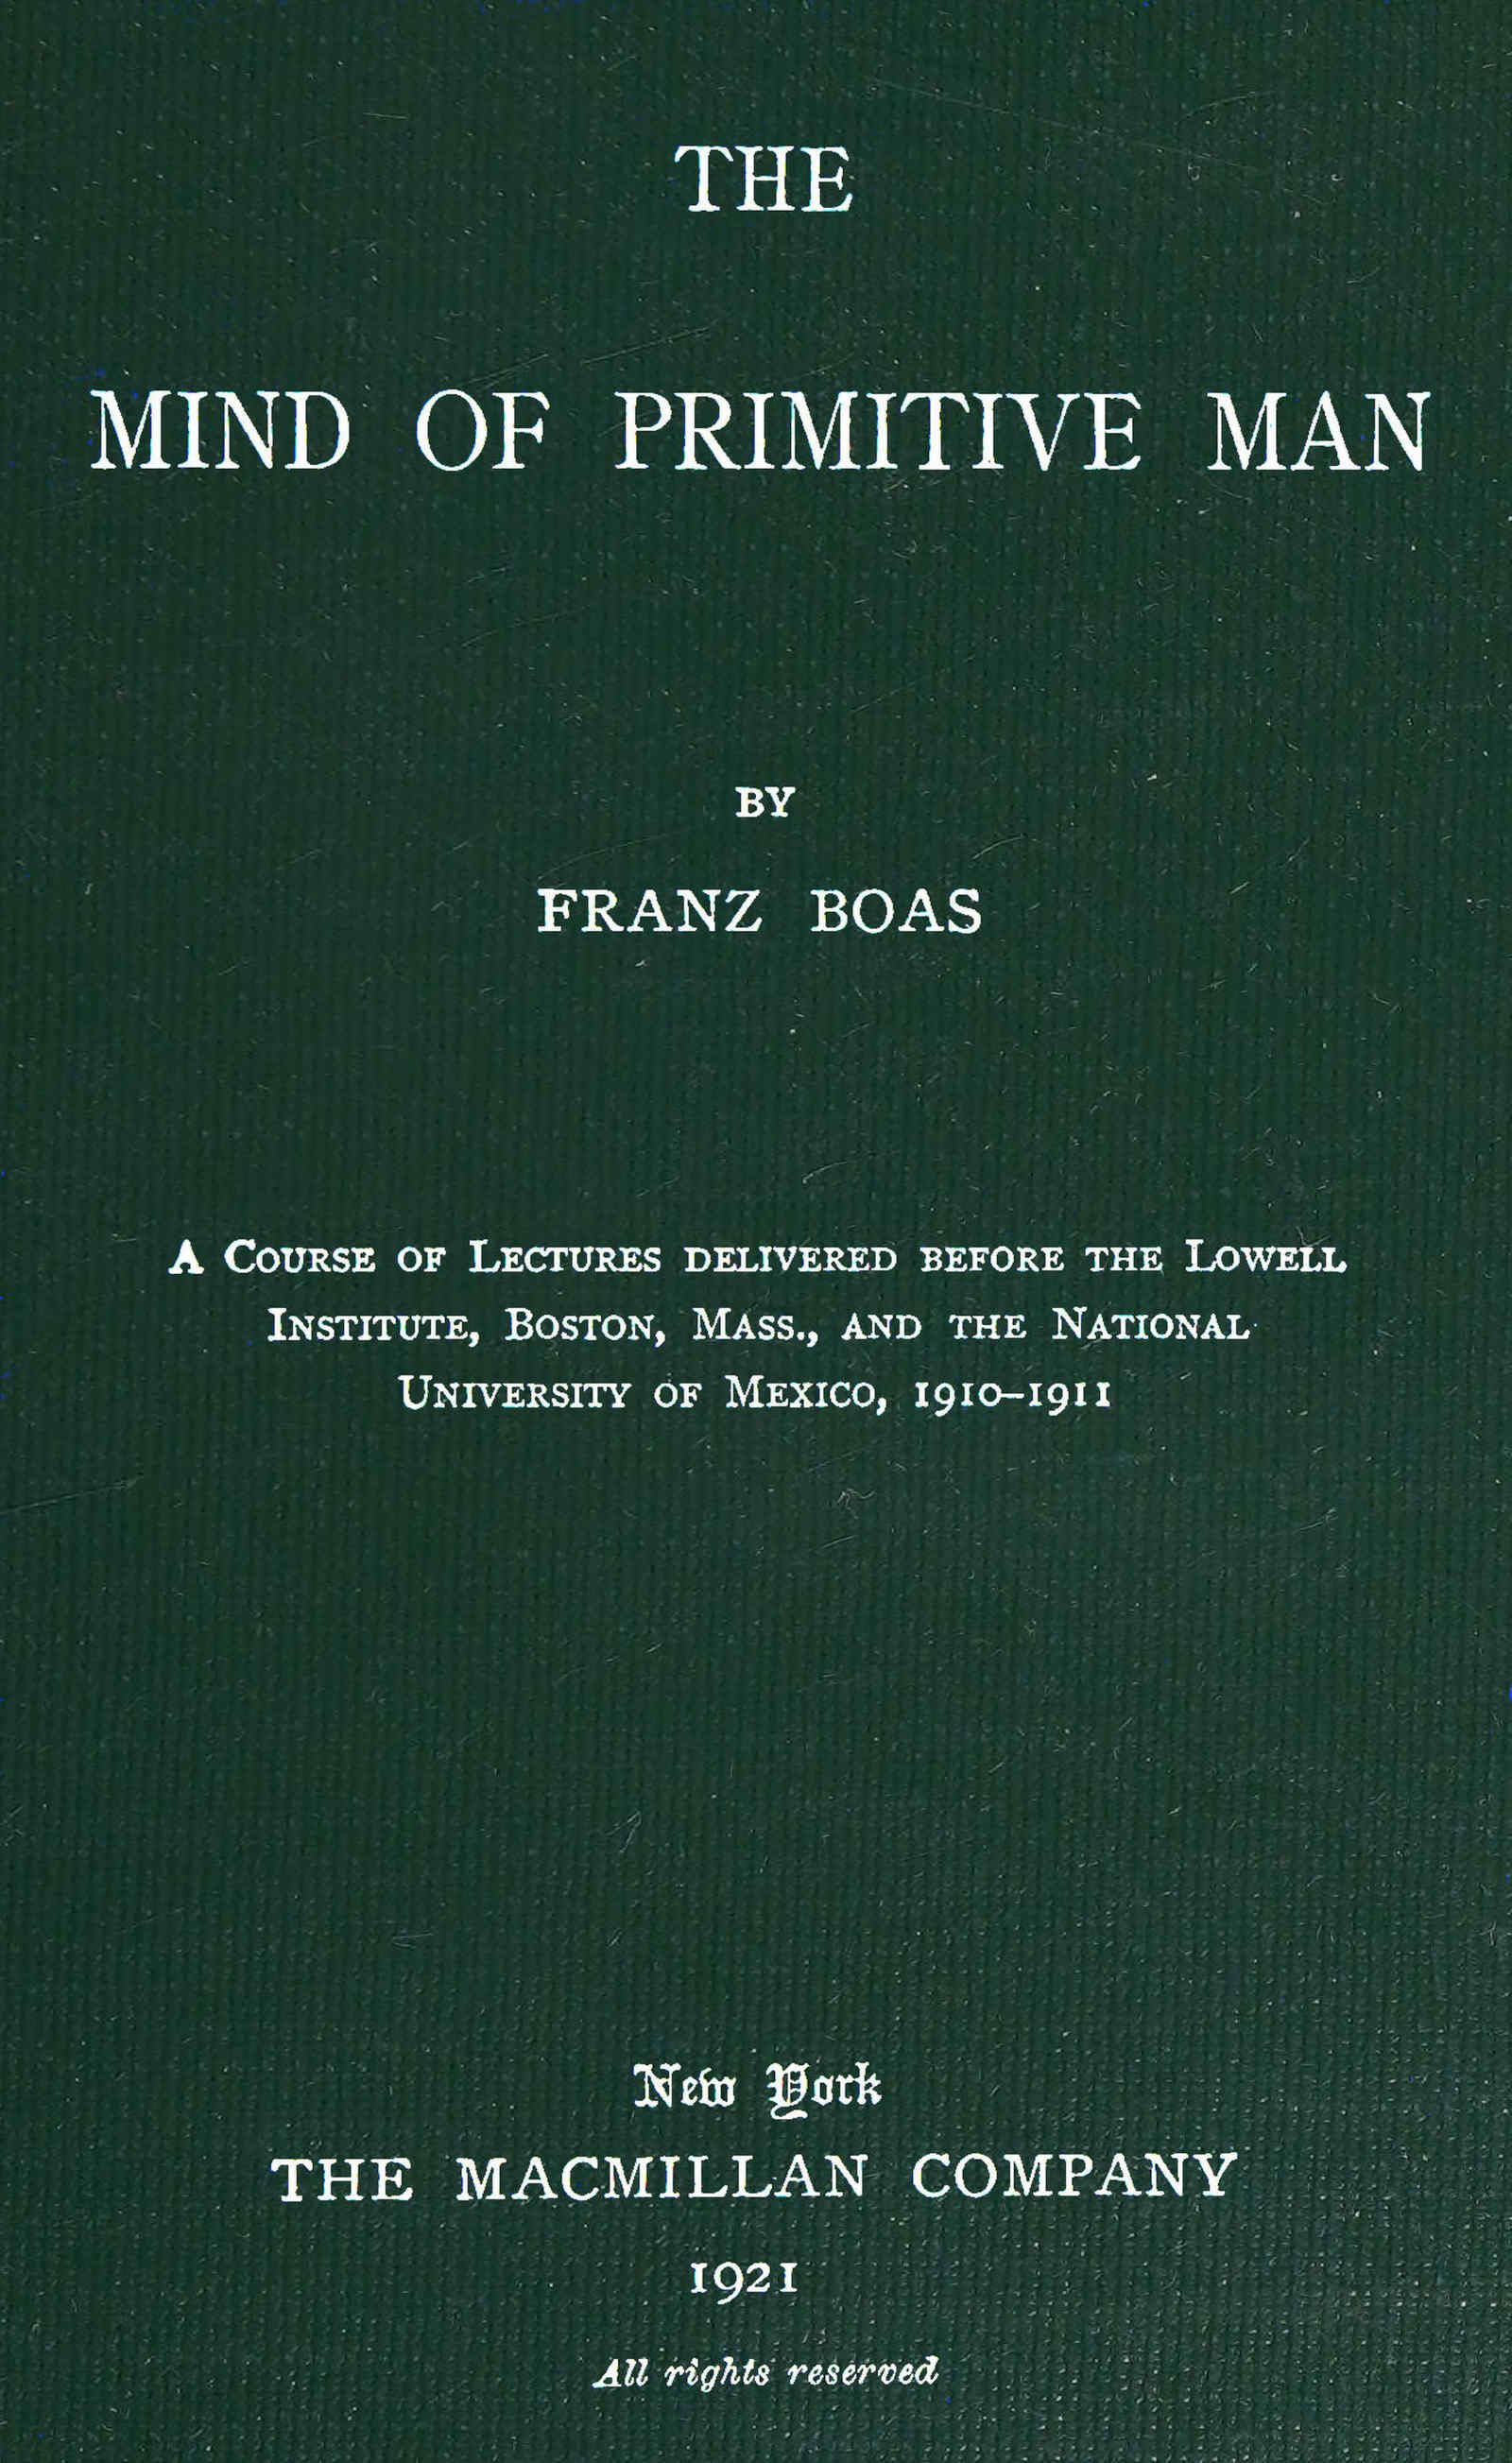 THE
MIND OF PRIMITIVE MAN
BY
FRANZ BOAS
A Course of Lectures delivered before the Lowell
Institute, Boston, Mass., and the National
University of Mexico, 1910–1911
New York
THE MACMILLAN COMPANY
1921
All rights reserved